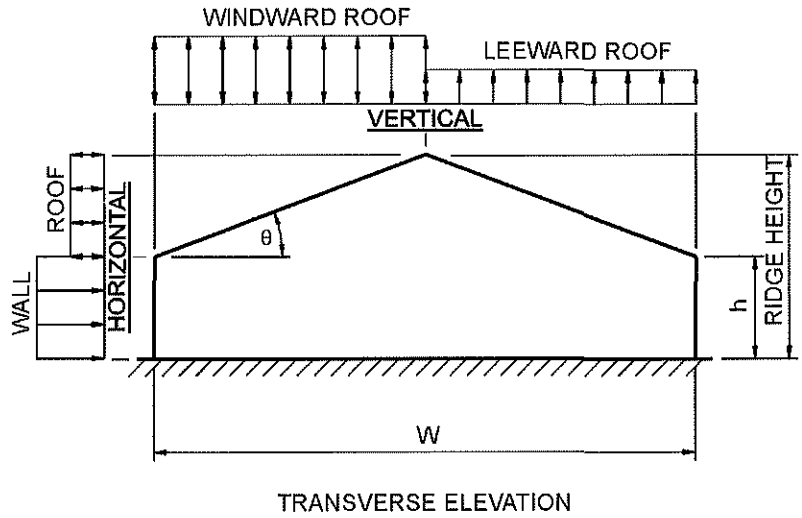 WINDWARD ROOF
LEEWARD ROOF
VERTICAL
ROOF
HORIZONTAL
WALL
θ
h
RIDGE HEIGHT
W
TRANSVERSE ELEVATION